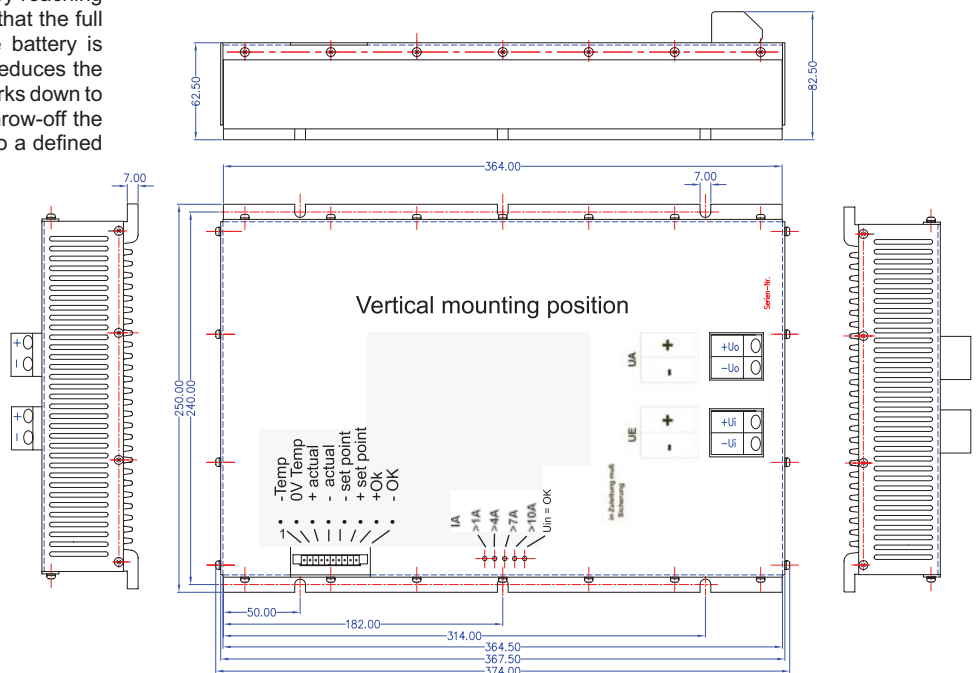 y reaching
that the full
battery is
educes the
rks down to
row-off the
o a defined
62.50
82.50
364.00
7.00
7.00
Vertical mounting position
Serien-Nr.
+
-
+
-
UA
+
-
+Uo
-Uo
UE
+
-
+Ui
-Ui
250.00
240.00
-Temp
0V Temp
+ actual
- actual
- set point
+ set point
+Ok
- OK
1
IA
>1A
>4A
>7A
>10A
Uin = OK
in Zuleitung muß
Sicherung
50.00
182.00
314.00
364.50
367.50
374.00